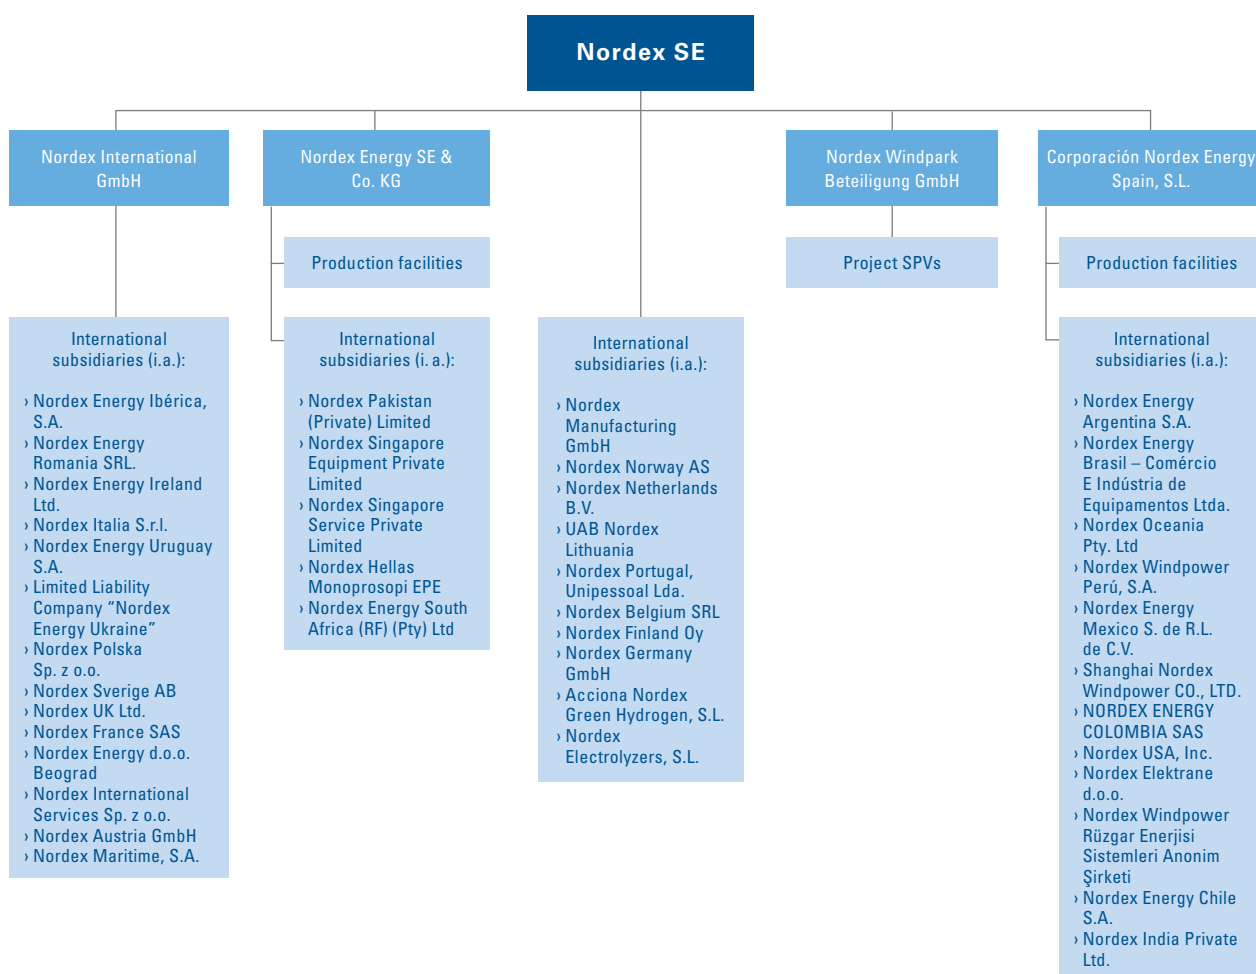 Nordex SE
Nordex International
GmbH
Nordex Energy SE &
Co. KG
Nordex Windpark
Beteiligung GmbH
Corporación Nordex Energy
Spain, S.L.
Production facilities
Project SPVs
Production facilities
International
subsidiaries (i.a.):
› Nordex Energy Ibérica,
S.A.
› Nordex Energy
Romania SRL.
› Nordex Energy Ireland
Ltd.
› Nordex Italia S.r.l.
› Nordex Energy Uruguay
S.A.
› Limited Liability
Company “Nordex
Energy Ukraine”
› Nordex Polska
Sp. z o.o.
› Nordex Sverige AB
› Nordex UK Ltd.
› Nordex France SAS
› Nordex Energy d.o.o.
Beograd
› Nordex International
Services Sp. z o.o.
› Nordex Austria GmbH
› Nordex Maritime, S.A.
International
subsidiaries (i. a.):
› Nordex Pakistan
(Private) Limited
› Nordex Singapore
Equipment Private
Limited
› Nordex Singapore
Service Private
Limited
› Nordex Hellas
Monoprosopi EPE
› Nordex Energy South
Africa (RF) (Pty) Ltd
International
subsidiaries (i.a.):
› Nordex
Manufacturing
GmbH
› Nordex Norway AS
› Nordex Netherlands
B.V.
› UAB Nordex
Lithuania
› Nordex Portugal,
Unipessoal Lda.
› Nordex Belgium SRL
› Nordex Finland Oy
› Nordex Germany
GmbH
› Acciona Nordex
Green Hydrogen, S.L.
› Nordex
Electrolyzers, S.L.
International
subsidiaries (i.a.):
› Nordex Energy
Argentina S.A.
› Nordex Energy
Brasil – Comércio
E Indústria de
Equipamentos Ltda.
› Nordex Oceania
Pty. Ltd
› Nordex Windpower
Perú, S.A.
› Nordex Energy
Mexico S. de R.L.
de C.V.
› Shanghai Nordex
Windpower CO., LTD.
› NORDEX ENERGY
COLOMBIA SAS
› Nordex USA, Inc.
› Nordex Elektrane
d.o.o.
› Nordex Windpower
Rüzgar Enerjisi
Sistemleri Anonim
Şirketi
› Nordex Energy Chile
S.A.
› Nordex India Private
Ltd.